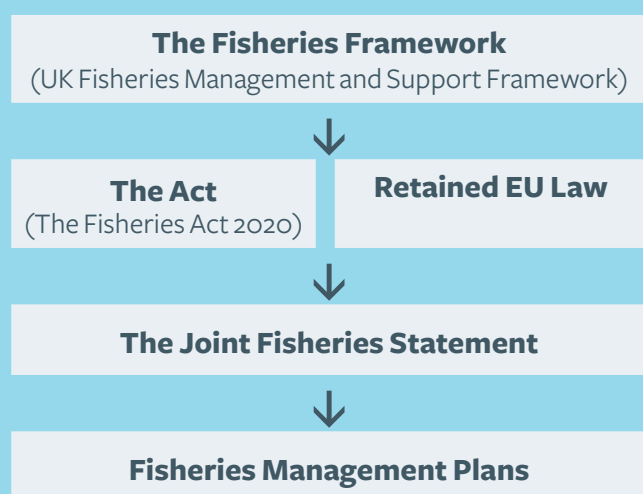 The Fisheries Framework
(UK Fisheries Management and Support Framework)
The Act
(The Fisheries Act 2020)
Retained EU Law
The Joint Fisheries Statement
Fisheries Management Plans